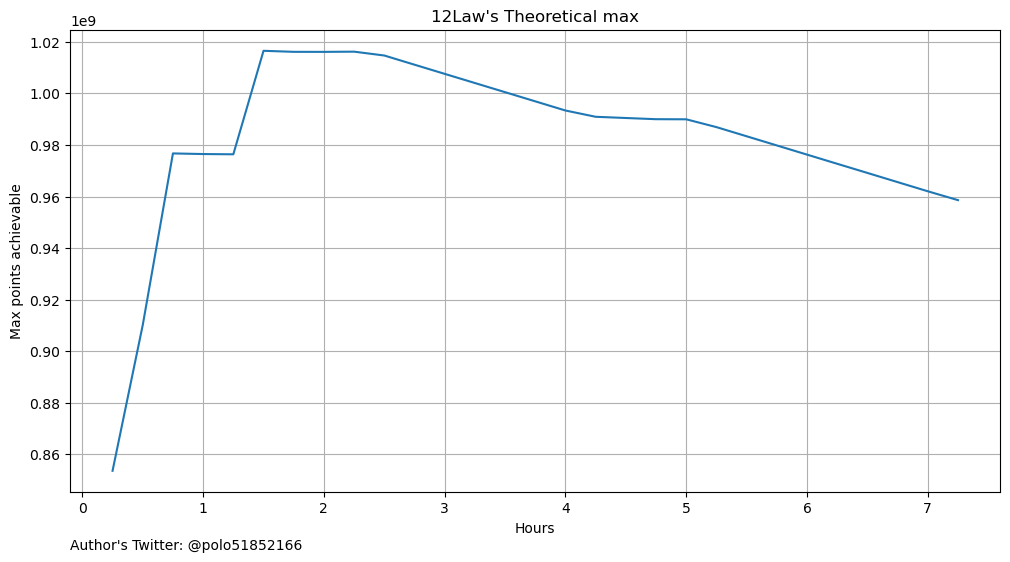 12Law's Theoretical max
1e9
1.02
1.00
0.98
0.96
0.94
0.92
0.90
0.88
0.86
Max points achievable
0 1 2 3 4 5 6 7
Hours
Author's Twitter: @polo51852166